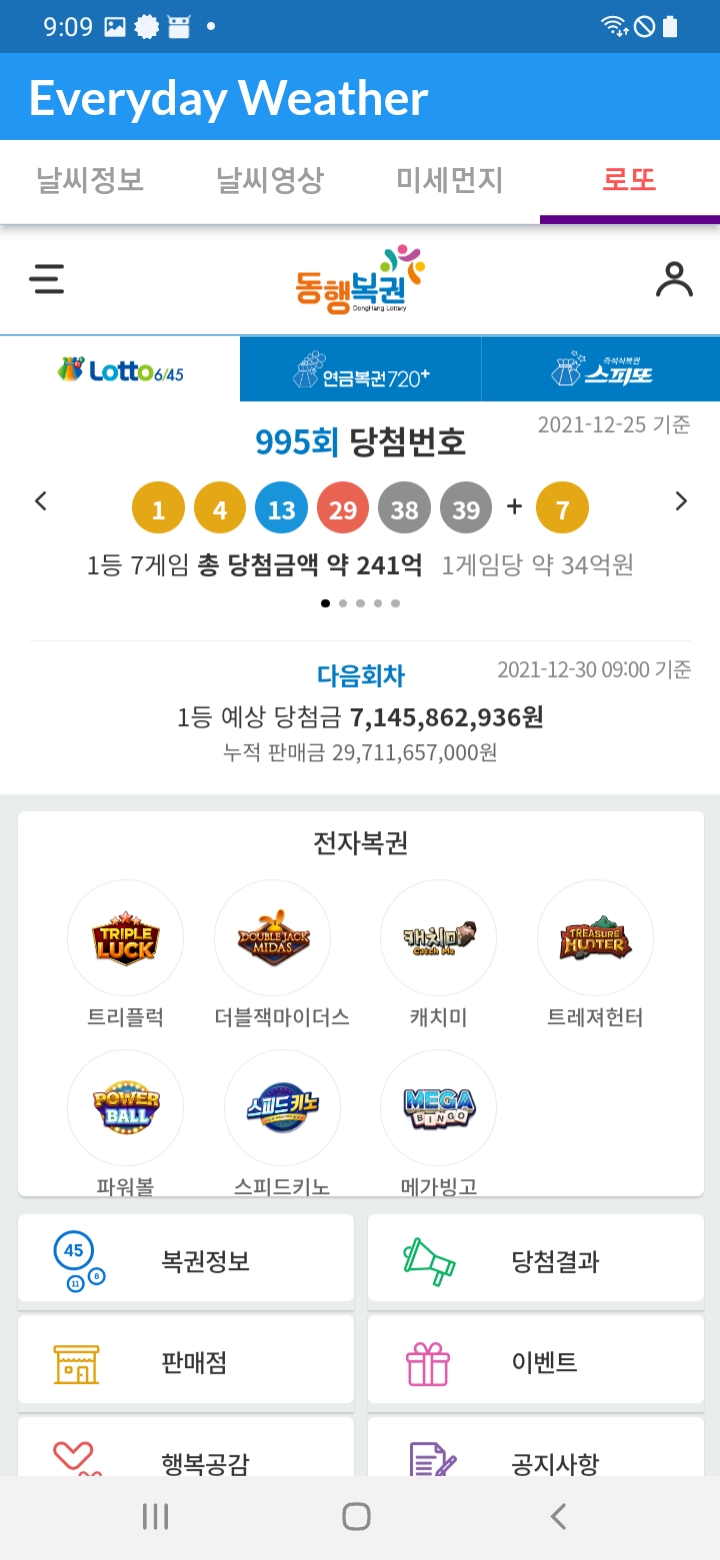 9:09
Everyday Weather
날씨정보 날씨영상 미세먼지 로또
동행복권
DongHang Lottery
Lotto6/45 연금복권720+ 즉석식복권 스피또
2021-12-25 기준
995회 당첨번호
1 4 13 29 38 39 + 7
1등 7게임 총 당첨금액 약 241억 1게임당 약 34억원
다음회차 2021-12-30 09:00 기준
1등 예상 당첨금 7,145,862,936원
누적 판매금 29,711,657,000원
전자복권
TRIPLE LUCK
DOUBLE JACK MIDAS
캐치미 Catch Me
TREASURE HUNTER
트리플럭 더블잭마이더스 캐치미 트레져헌터
POWER BALL
스피드키노
MEGA BINGO
파워볼 스피드키노 메가빙고
45 11 8 복권정보 당첨결과
판매점 이벤트
행복공감 공지사항